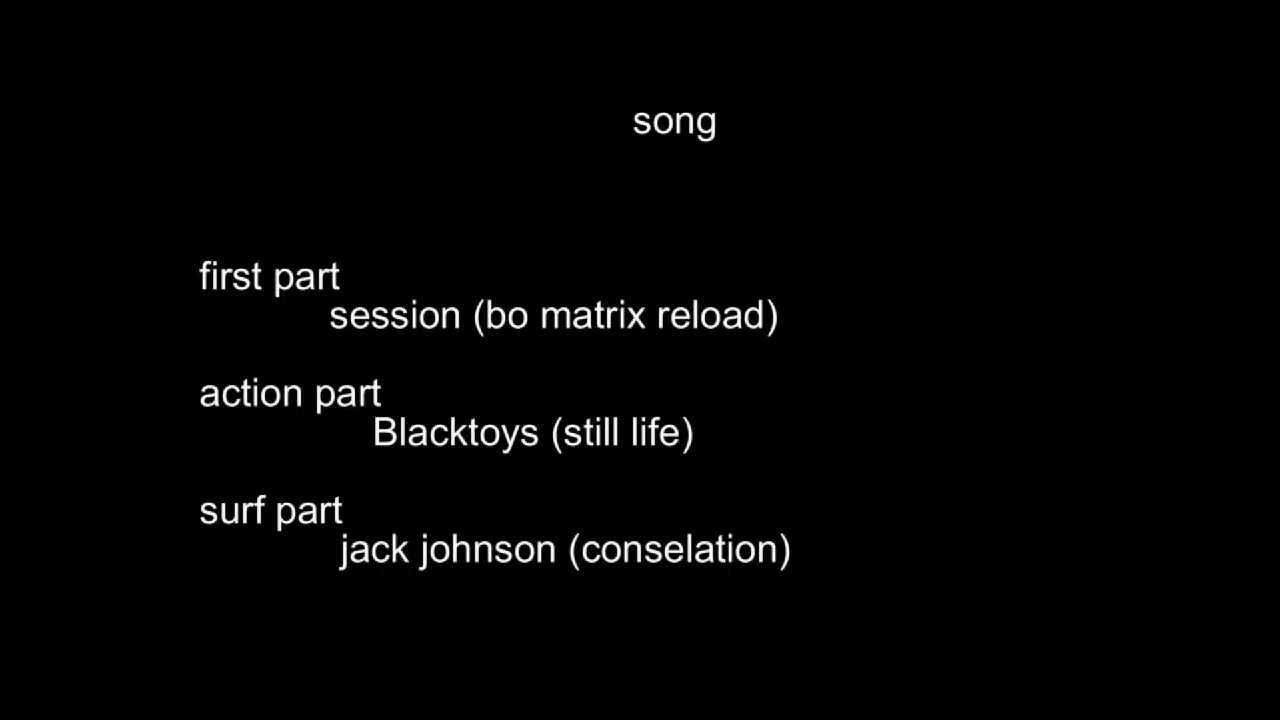 song
first part
session (bo matrix reload)
action part
Blacktoys (still life)
surf part
jack johnson (conselation)